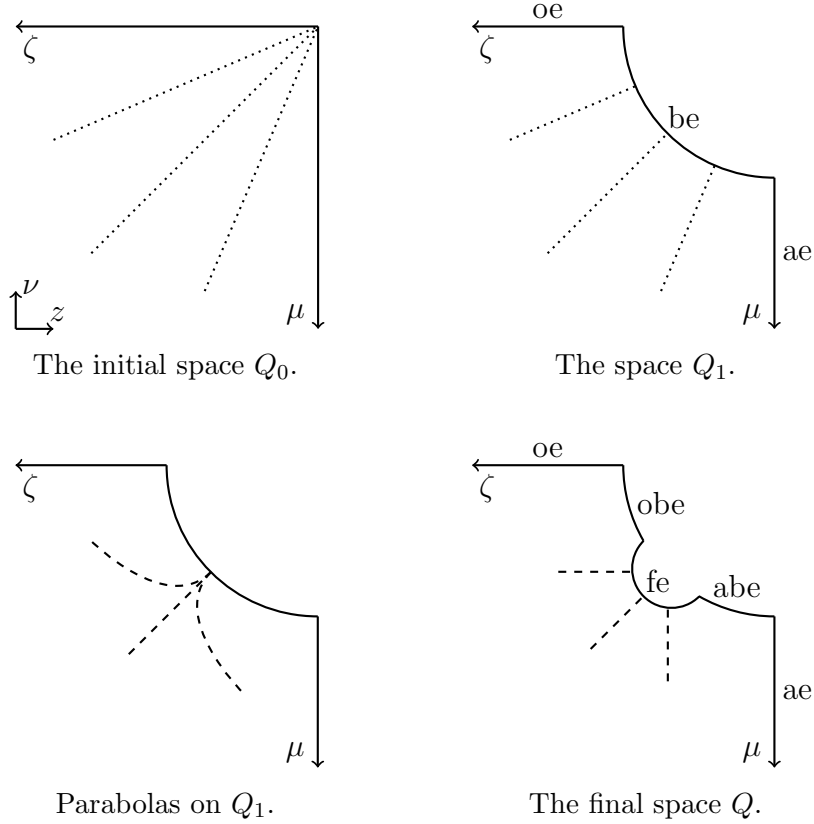 oe
ζ
ζ
be
ν
z
μ
ae
μ
The initial space Q₀.
The space Q₁.
oe
ζ
ζ
obe
fe
abe
ae
μ
μ
Parabolas on Q₁.
The final space Q.